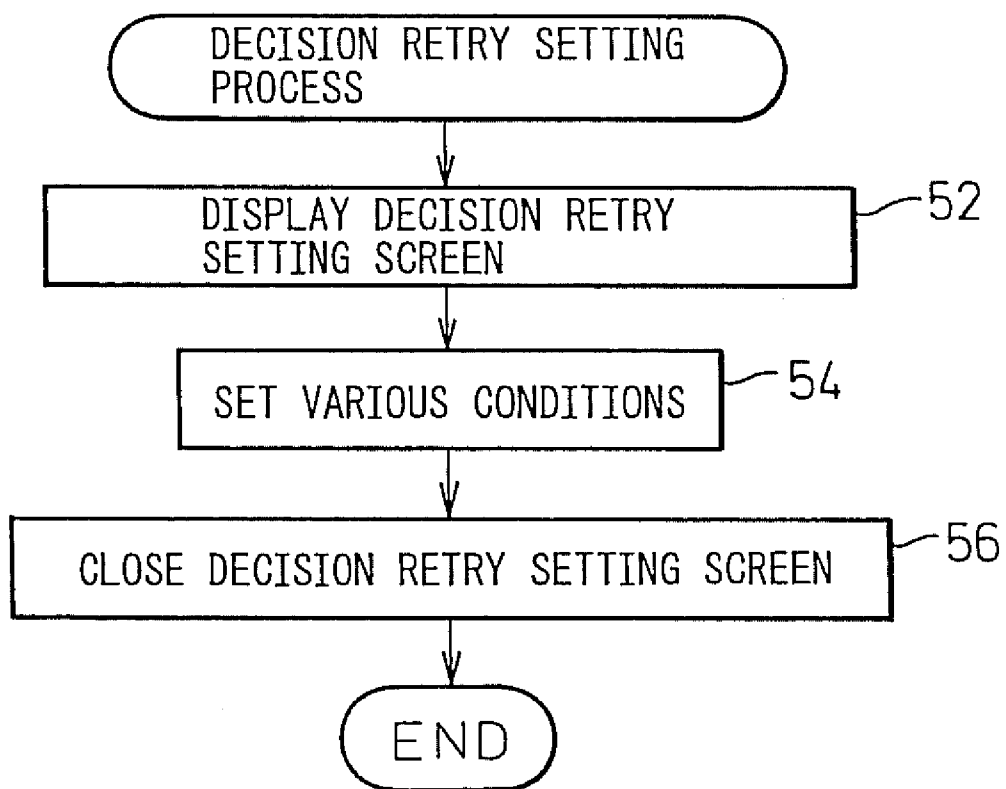 DECISION RETRY SETTING
PROCESS
DISPLAY DECISION RETRY
SETTING SCREEN
52
SET VARIOUS CONDITIONS
54
CLOSE DECISION RETRY SETTING SCREEN
56
END